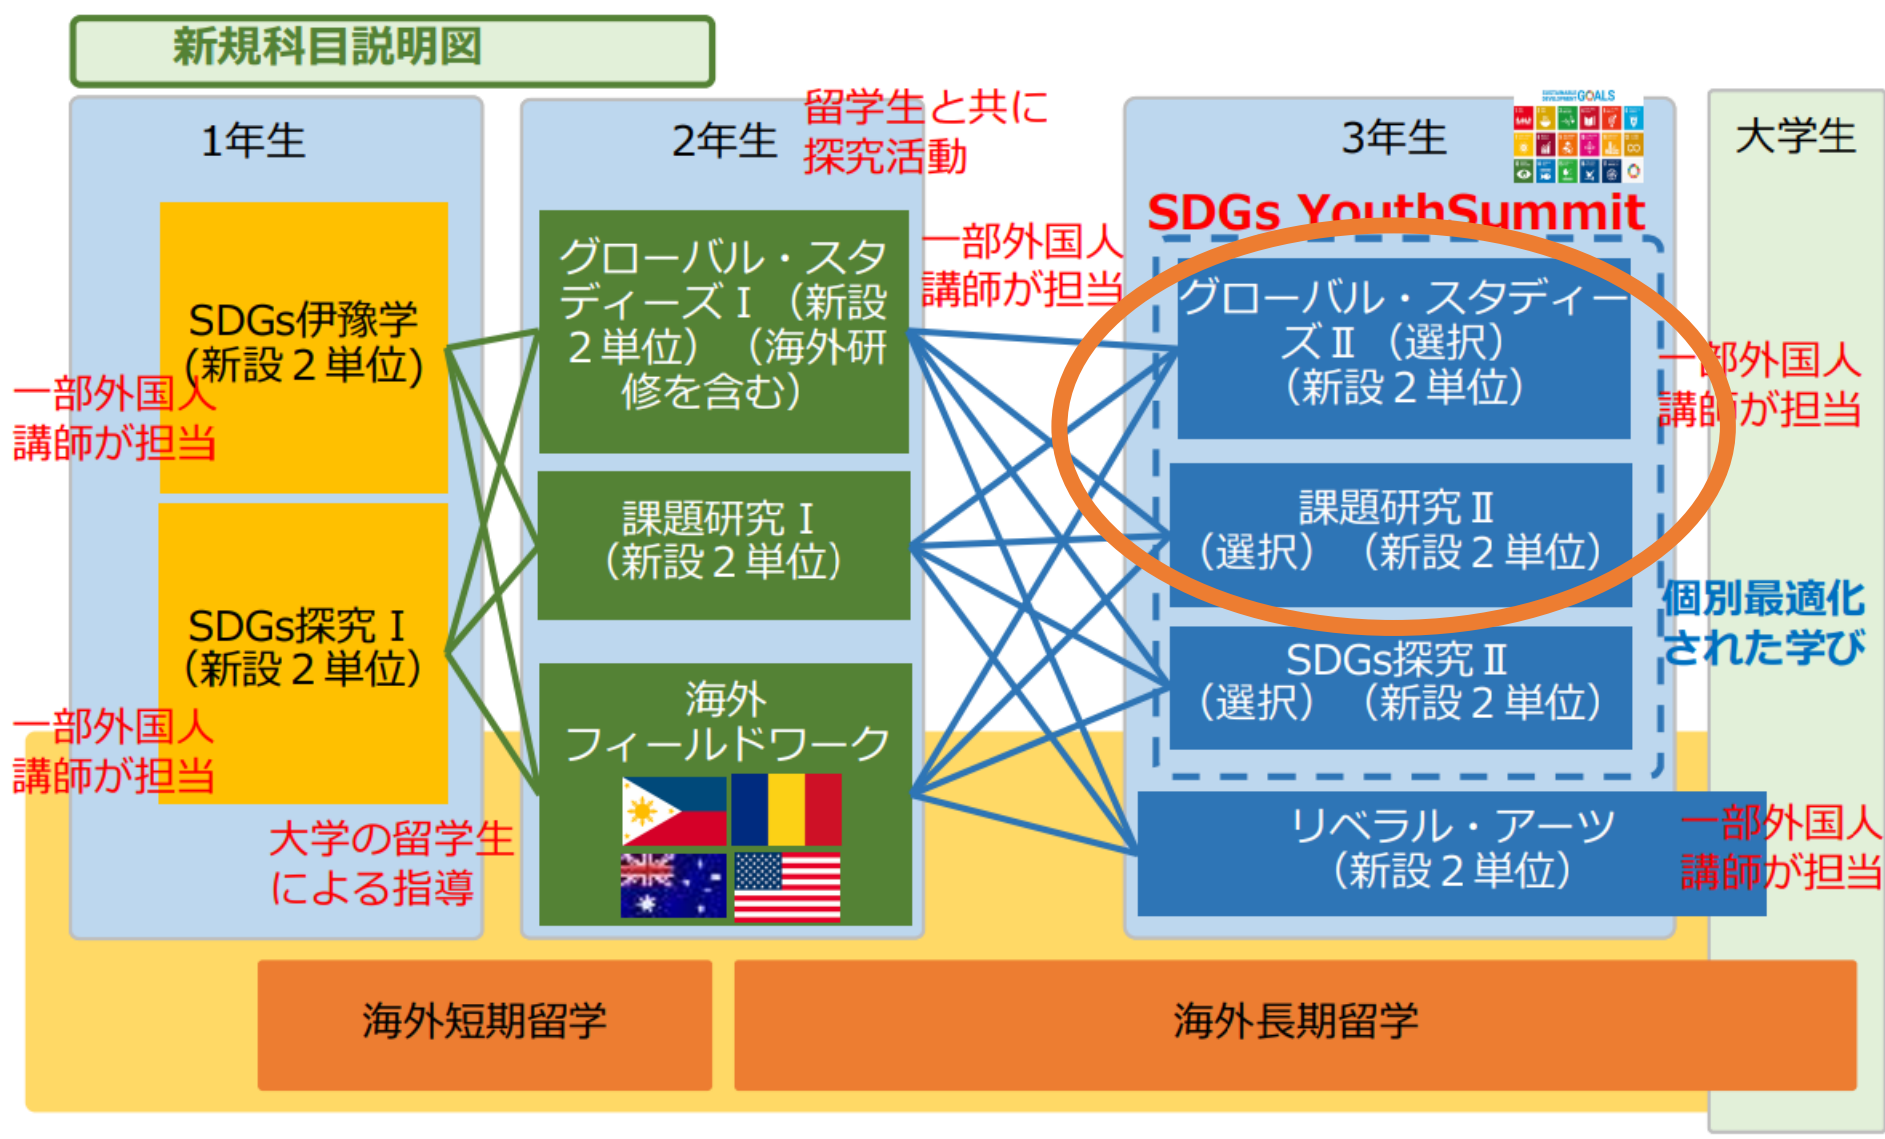 新規科目説明図
1年生
SDGs伊豫学
(新設２単位)
一部外国人
講師が担当
SDGs探究Ⅰ
（新設２単位）
一部外国人
講師が担当
大学の留学生
による指導
2年生
留学生と共に
探究活動
グローバル・スタ
ディーズⅠ（新設
２単位）（海外研
修を含む）
一部外国人
講師が担当
課題研究Ⅰ
（新設２単位）
海外
フィールドワーク
3年生
SUSTAINABLE
DEVELOPMENT GOALS
SDGs YouthSummit
グローバル・スタディー
ズⅡ（選択）
（新設２単位）
一部外国人
講師が担当
課題研究Ⅱ
（選択）（新設２単位）
SDGs探究Ⅱ
（選択）（新設２単位）
個別最適化
された学び
リベラル・アーツ
（新設２単位）
一部外国人
講師が担当
大学生
海外短期留学
海外長期留学